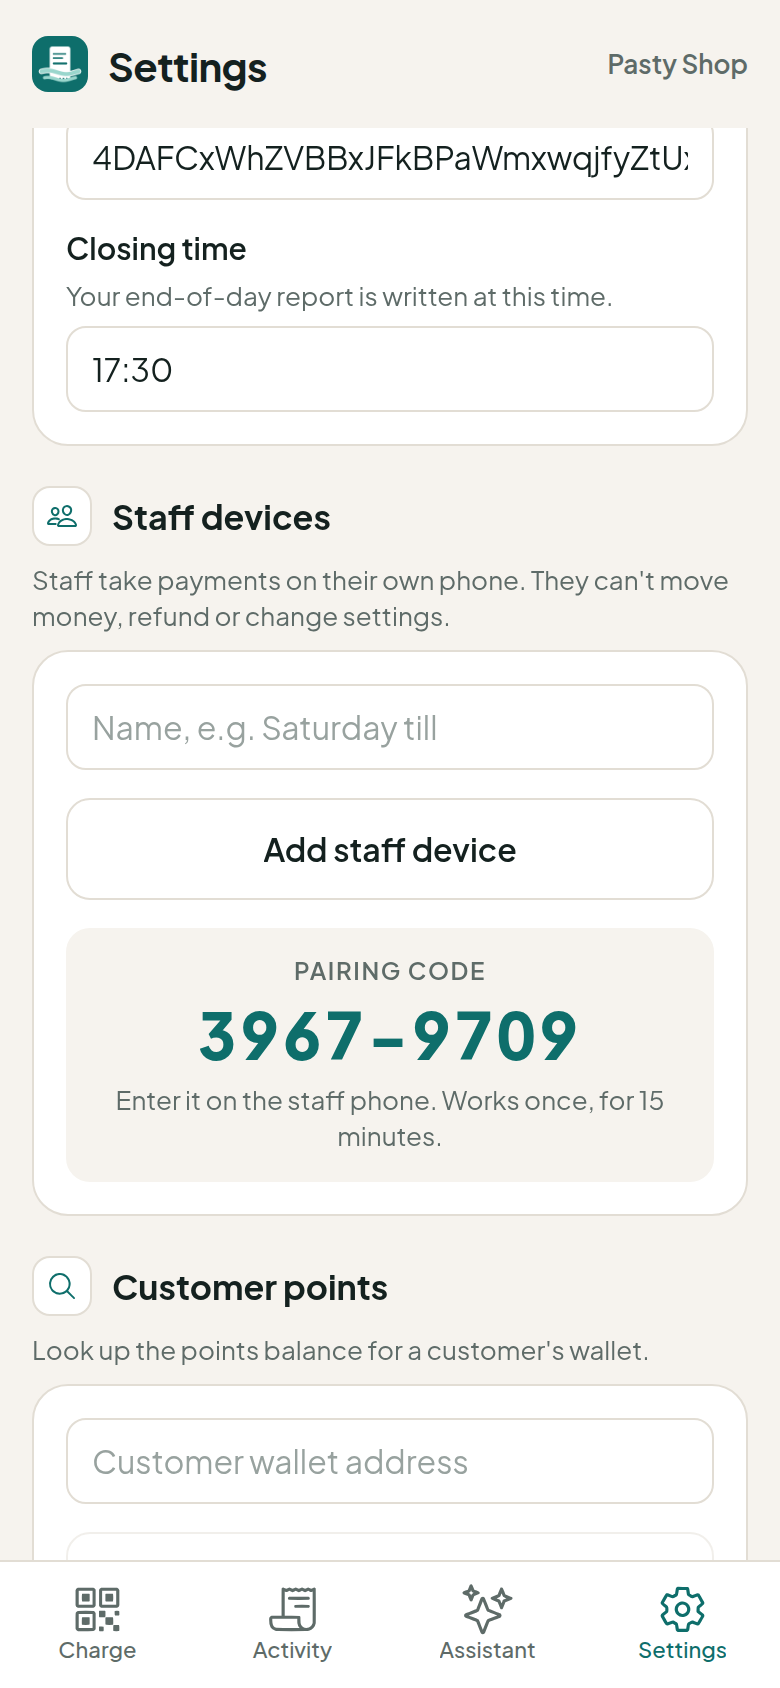 Settings
Pasty Shop
4DAFCxWhZVBBxJFkBPaWmxwqjfyZtU
Closing time
Your end-of-day report is written at this time.
17:30
Staff devices
Staff take payments on their own phone. They can't move
money, refund or change settings.
Name, e.g. Saturday till
Add staff device
PAIRING CODE
3967-9709
Enter it on the staff phone. Works once, for 15
minutes.
Customer points
Look up the points balance for a customer's wallet.
Customer wallet address
Charge
Activity
Assistant
Settings